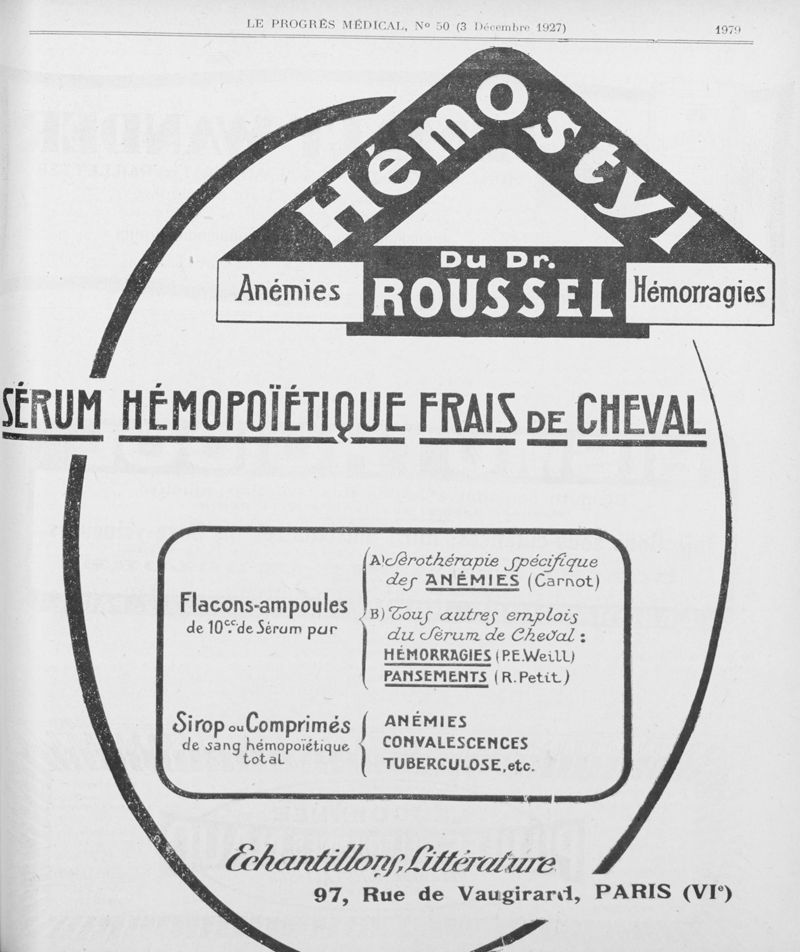 LE PROGRÈS MÉDICAL, No 50 (3 Décembre 1927)
1979
Hémostyl
Du Dr.
ROUSSEL
Anémies
Hémorragies
SÉRUM HÉMOPOÏÉTIQUE FRAIS DE CHEVAL
Flacons-ampoules
de 10cc. de Sérum pur
A) Sérothérapie spécifique
des ANÉMIES (Carnot)
B) Tous autres emplois
du Sérum de Cheval :
HÉMORRAGIES (P.E.Weill)
PANSEMENTS (R.Petit)
Sirop ou Comprimés
de sang hémopoïétique
total
ANÉMIES
CONVALESCENCES
TUBERCULOSE, etc.
Echantillons, Littérature
97, Rue de Vaugirard, PARIS (VIe)